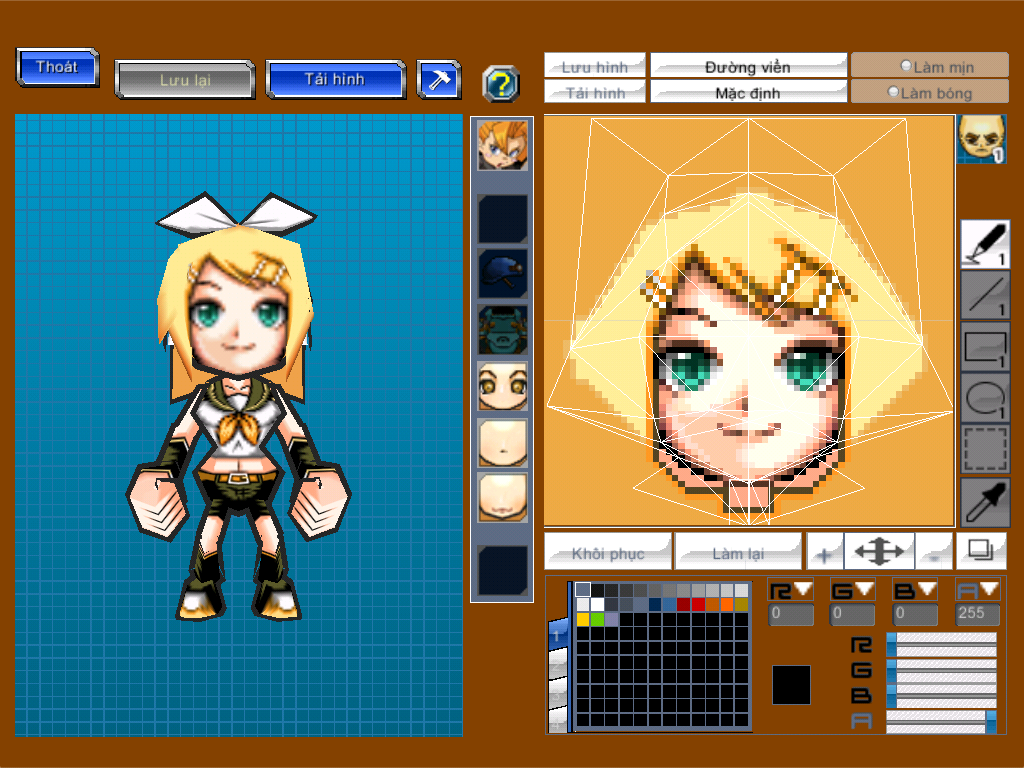 Thoát
Lưu lại
Tải hình
?
Lưu hình
Đường viền
Làm mịn
Tải hình
Mặc định
Làm bóng
1
1
1
1
1
Khôi phục
Làm lại
+
-
R G B A
0 0 0 255
1
R
G
B
A